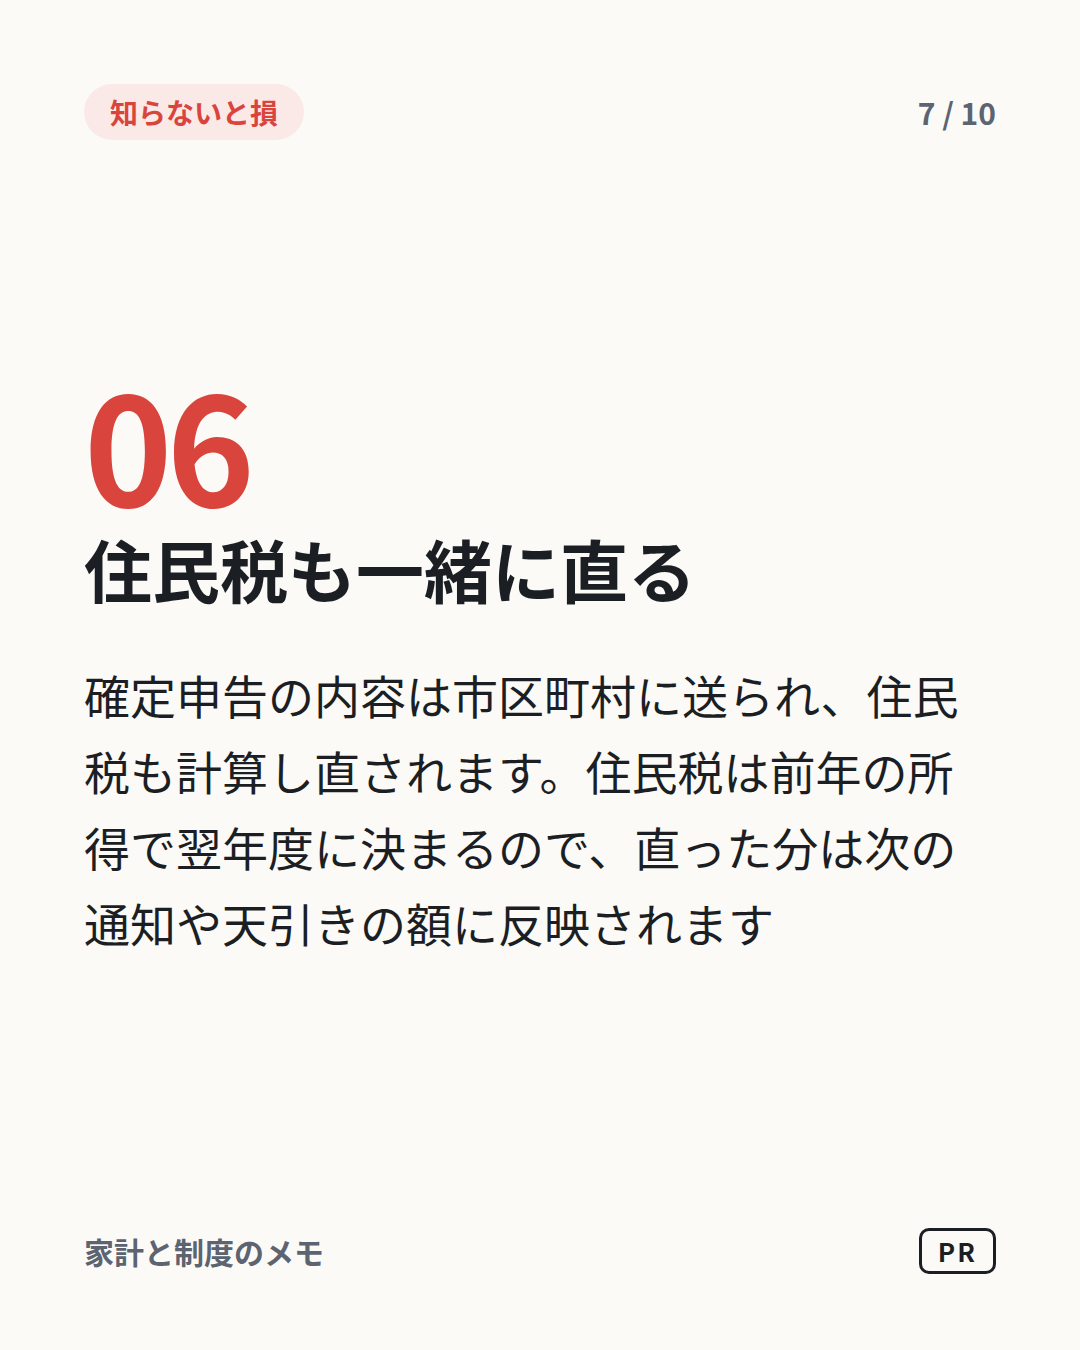 知らないと損
7 / 10
06
住民税も一緒に直る
確定申告の内容は市区町村に送られ、住民
税も計算し直されます。住民税は前年の所
得で翌年度に決まるので、直った分は次の
通知や天引きの額に反映されます
家計と制度のメモ
PR